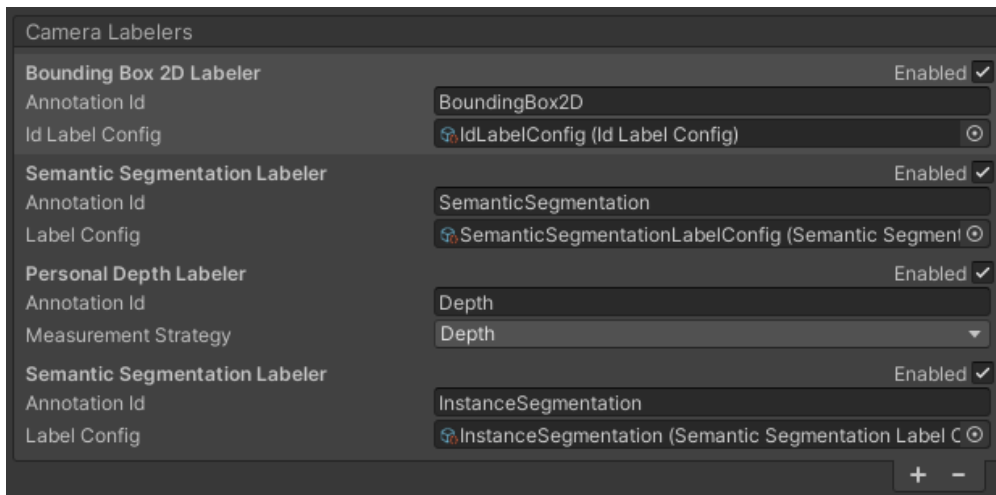 Camera Labelers
Bounding Box 2D Labeler Enabled
Annotation Id BoundingBox2D
Id Label Config IdLabelConfig (Id Label Config)
Semantic Segmentation Labeler Enabled
Annotation Id SemanticSegmentation
Label Config SemanticSegmentationLabelConfig (Semantic Segment
Personal Depth Labeler Enabled
Annotation Id Depth
Measurement Strategy Depth
Semantic Segmentation Labeler Enabled
Annotation Id InstanceSegmentation
Label Config InstanceSegmentation (Semantic Segmentation Label C
+ -